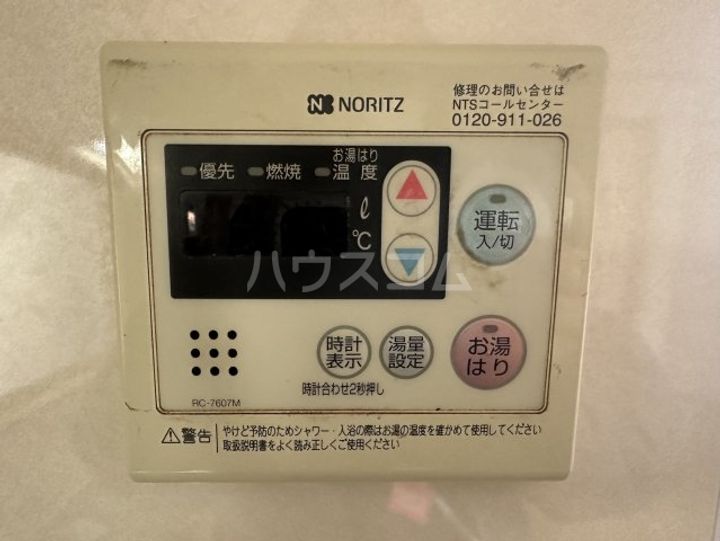 NORITZ
修理のお問い合せは
NTSコールセンター
0120-911-026
優先
燃焼
お湯はり
温度
ℓ
℃
運転
入/切
ハウスコム
時計
表示
湯量
設定
お湯
はり
時計合わせ2秒押し
RC-7607M
警告
やけど予防のためシャワー・入浴の際はお湯の温度を確かめて使用してください
取扱説明書をよく読み正しくご使用ください